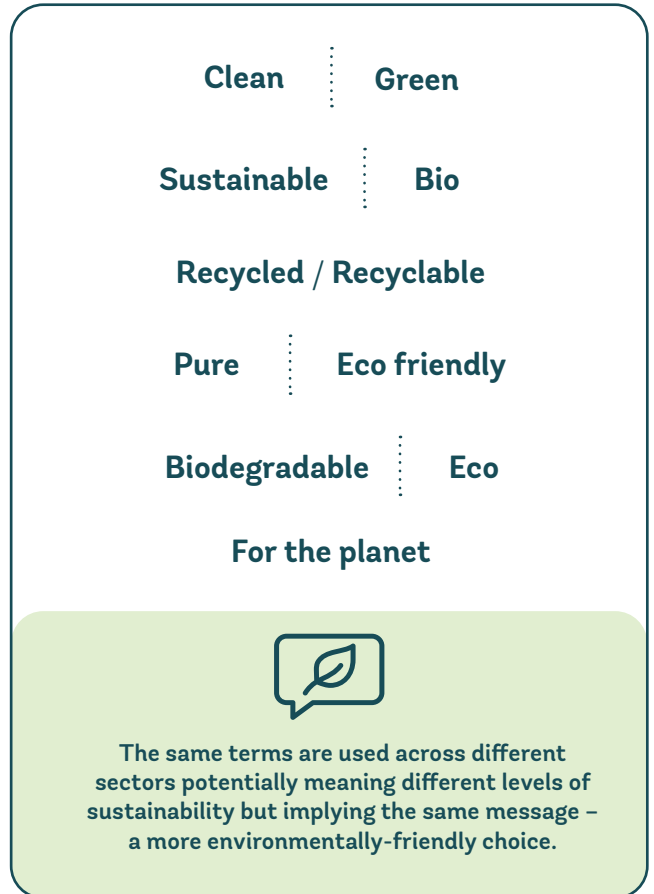 Clean Green
Sustainable Bio
Recycled / Recyclable
Pure Eco friendly
Biodegradable Eco
For the planet
The same terms are used across different
sectors potentially meaning different levels of
sustainability but implying the same message –
a more environmentally-friendly choice.